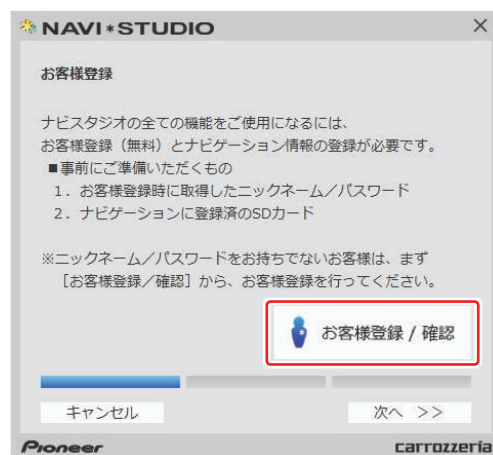 NAVI*STUDIO
お客様登録
ナビスタジオの全ての機能をご使用になるには、
お客様登録（無料）とナビゲーション情報の登録が必要です。
■事前にご準備いただくもの
1．お客様登録時に取得したニックネーム／パスワード
2．ナビゲーションに登録済のSDカード
※ニックネーム／パスワードをお持ちでないお客様は、まず
［お客様登録／確認］から、お客様登録を行ってください。
お客様登録 / 確認
キャンセル
次へ >>
Pioneer
carrozzeria